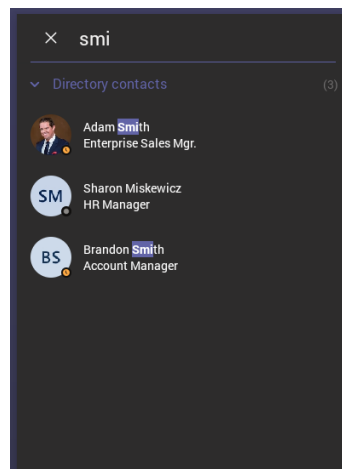 smi
Directory contacts (3)
Adam Smith
Enterprise Sales Mgr.
SM
Sharon Miskewicz
HR Manager
BS
Brandon Smith
Account Manager